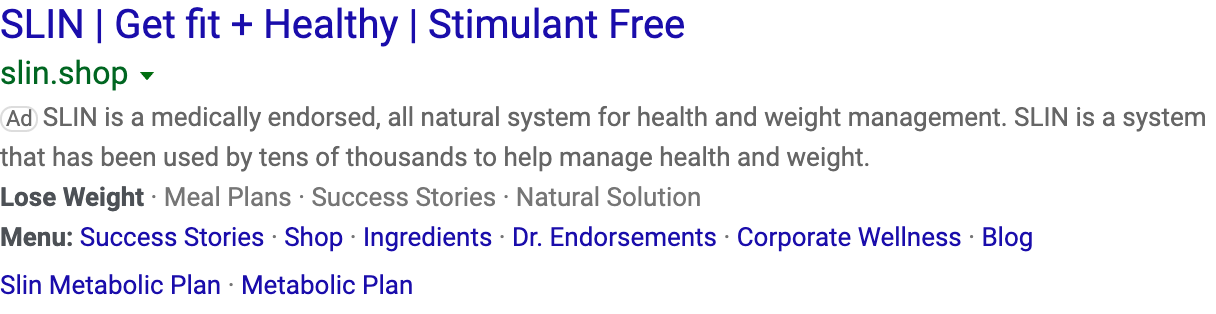 SLIN | Get fit + Healthy | Stimulant Free
slin.shop
Ad SLIN is a medically endorsed, all natural system for health and weight management. SLIN is a system
that has been used by tens of thousands to help manage health and weight.
Lose Weight · Meal Plans · Success Stories · Natural Solution
Menu: Success Stories · Shop · Ingredients · Dr. Endorsements · Corporate Wellness · Blog
Slin Metabolic Plan · Metabolic Plan